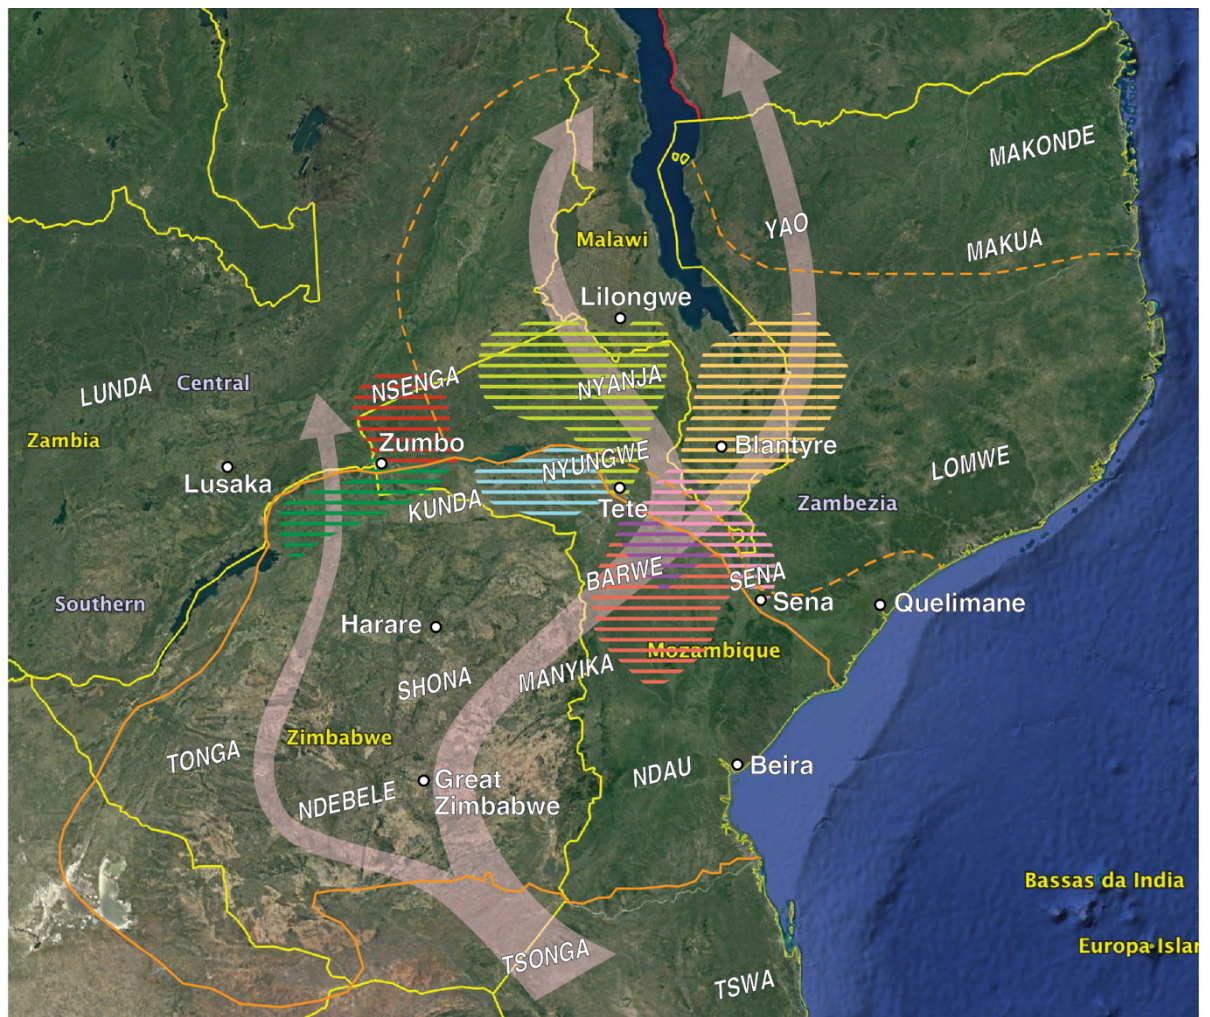 MAKONDE
YAO
MAKUA
Malawi
Lilongwe
LUNDA
Central
NSENGA
NYANJA
Zambia
Zumbo
Blantyre
Lusaka
NYUNGWE
LOMWE
KUNDA
Tete
Zambezia
BARWE
SENA
Southern
Sena
Quelimane
Harare
Mozambique
SHONA
MANYIKA
Zimbabwe
TONGA
NDAU
Beira
NDEBELE
Great
Zimbabwe
Bassas da India
TSONGA
Europa Islar
TSWA